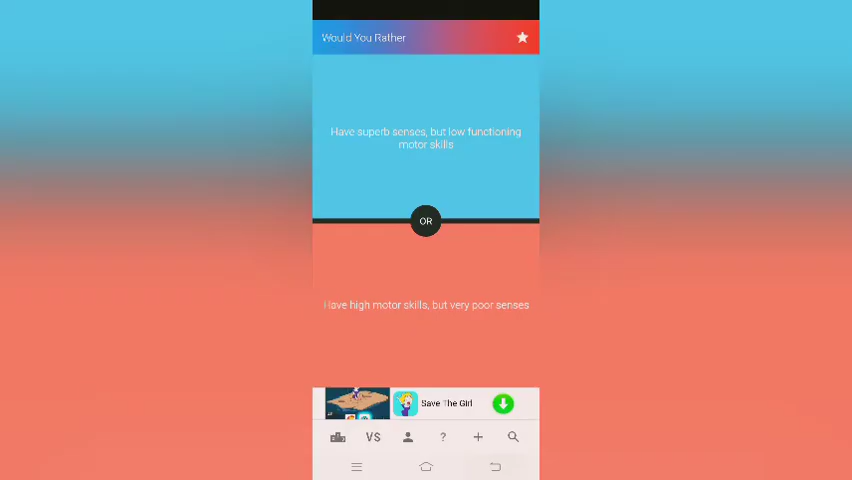 Would You Rather
Have superb senses, but low functioning
motor skills
OR
Have high motor skills, but very poor senses
Save The Girl
VS
?
+